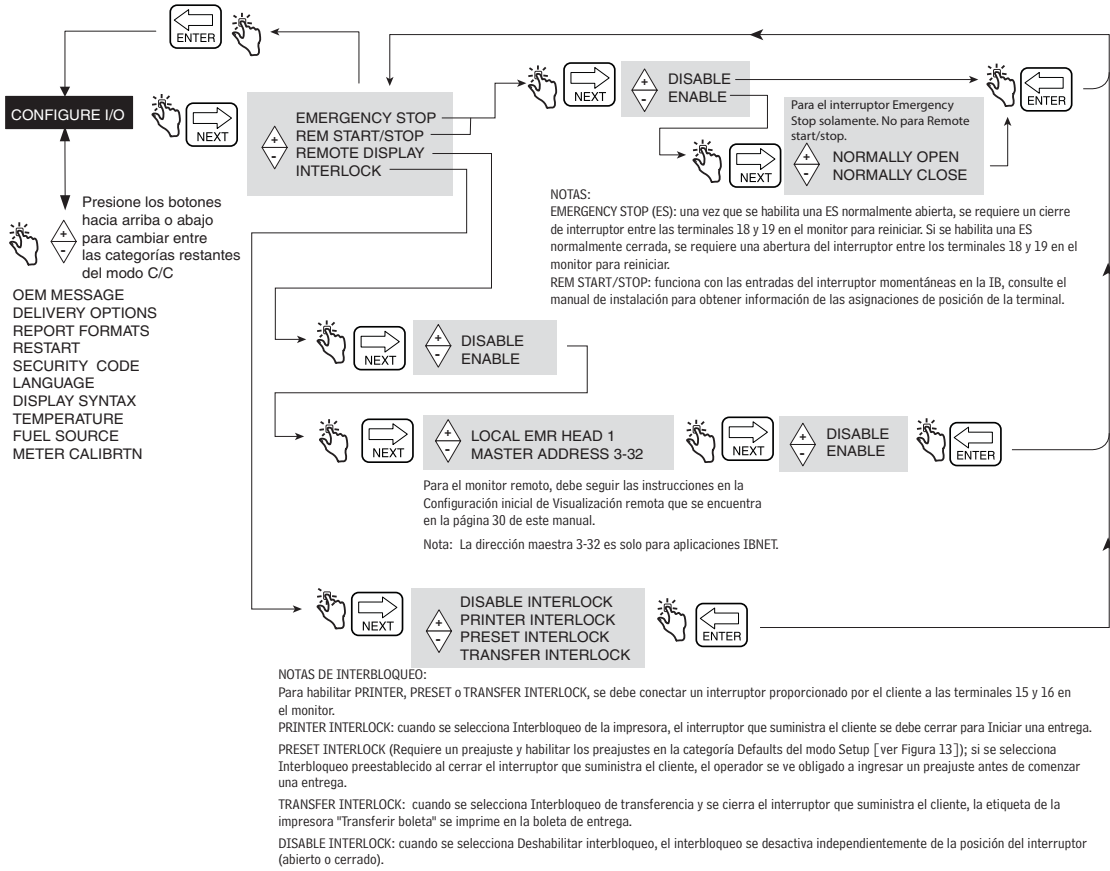 ENTER
CONFIGURE I/O
NEXT
EMERGENCY STOP
REM START/STOP
REMOTE DISPLAY
INTERLOCK
NEXT
DISABLE
ENABLE
ENTER
Para el interruptor Emergency
Stop solamente. No para Remote
start/stop.
NEXT
NORMALLY OPEN
NORMALLY CLOSE
Presione los botones
hacia arriba o abajo
para cambiar entre
las categorías restantes
del modo C/C
OEM MESSAGE
DELIVERY OPTIONS
REPORT FORMATS
RESTART
SECURITY CODE
LANGUAGE
DISPLAY SYNTAX
TEMPERATURE
FUEL SOURCE
METER CALIBRTN
NOTAS:
EMERGENCY STOP (ES): una vez que se habilita una ES normalmente abierta, se requiere un cierre
de interruptor entre las terminales 18 y 19 en el monitor para reiniciar. Si se habilita una ES
normalmente cerrada, se requiere una abertura del interruptor entre los terminales 18 y 19 en el
monitor para reiniciar.
REM START/STOP: funciona con las entradas del interruptor momentáneas en la IB, consulte el
manual de instalación para obtener información de las asignaciones de posición de la terminal.
NEXT
DISABLE
ENABLE
NEXT
LOCAL EMR HEAD 1
MASTER ADDRESS 3-32
NEXT
DISABLE
ENABLE
ENTER
Para el monitor remoto, debe seguir las instrucciones en la
Configuración inicial de Visualización remota que se encuentra
en la página 30 de este manual.
Nota: La dirección maestra 3-32 es solo para aplicaciones IBNET.
NEXT
DISABLE INTERLOCK
PRINTER INTERLOCK
PRESET INTERLOCK
TRANSFER INTERLOCK
ENTER
NOTAS DE INTERBLOQUEO:
Para habilitar PRINTER, PRESET o TRANSFER INTERLOCK, se debe conectar un interruptor proporcionado por el cliente a las terminales 15 y 16 en
el monitor.
PRINTER INTERLOCK: cuando se selecciona Interbloqueo de la impresora, el interruptor que suministra el cliente se debe cerrar para Iniciar una entrega.
PRESET INTERLOCK (Requiere un preajuste y habilitar los preajustes en la categoría Defaults del modo Setup [ver Figura 13]); si se selecciona
Interbloqueo preestablecido al cerrar el interruptor que suministra el cliente, el operador se ve obligado a ingresar un preajuste antes de comenzar
una entrega.
TRANSFER INTERLOCK: cuando se selecciona Interbloqueo de transferencia y se cierra el interruptor que suministra el cliente, la etiqueta de la
impresora "Transferir boleta" se imprime en la boleta de entrega.
DISABLE INTERLOCK: cuando se selecciona Deshabilitar interbloqueo, el interbloqueo se desactiva independientemente de la posición del interruptor
(abierto o cerrado).